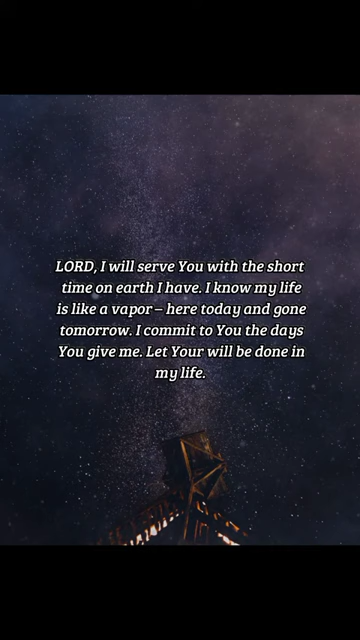 LORD, I will serve You with the short
time on earth I have. I know my life
is like a vapor – here today and gone
tomorrow. I commit to You the days
You give me. Let Your will be done in
my life.